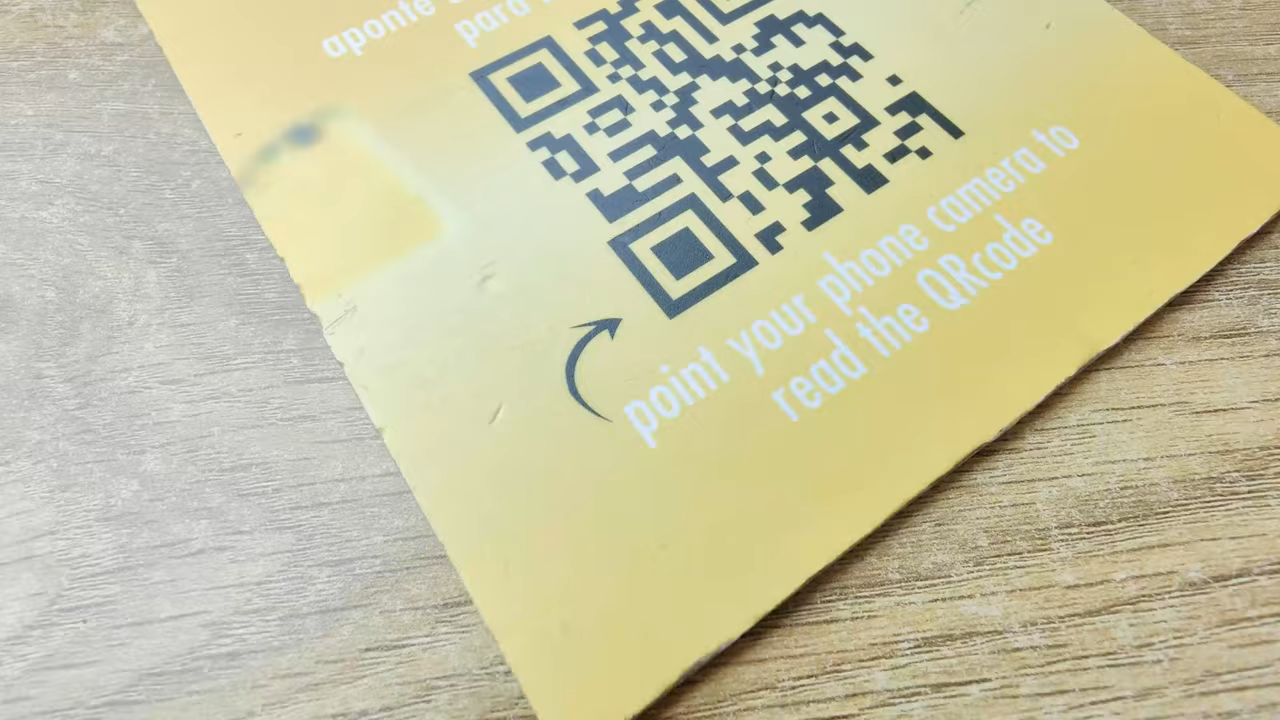 aponte
para
point your phone camera to
read the QRcode